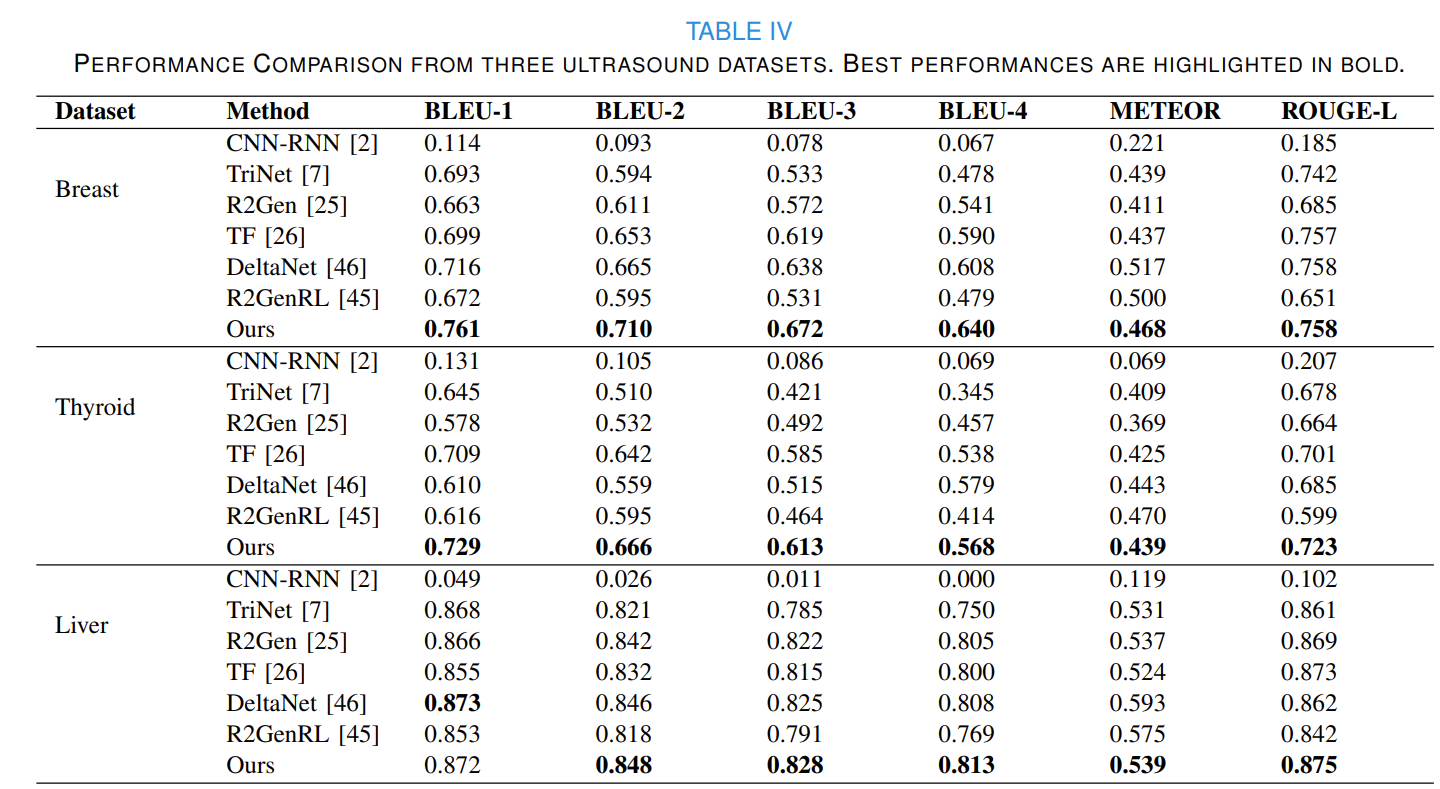 TABLE IV
PERFORMANCE COMPARISON FROM THREE ULTRASOUND DATASETS. BEST PERFORMANCES ARE HIGHLIGHTED IN BOLD.
Dataset Method BLEU-1 BLEU-2 BLEU-3 BLEU-4 METEOR ROUGE-L
Breast
CNN-RNN [2] 0.114 0.093 0.078 0.067 0.221 0.185
TriNet [7] 0.693 0.594 0.533 0.478 0.439 0.742
R2Gen [25] 0.663 0.611 0.572 0.541 0.411 0.685
TF [26] 0.699 0.653 0.619 0.590 0.437 0.757
DeltaNet [46] 0.716 0.665 0.638 0.608 0.517 0.758
R2GenRL [45] 0.672 0.595 0.531 0.479 0.500 0.651
Ours 0.761 0.710 0.672 0.640 0.468 0.758
Thyroid
CNN-RNN [2] 0.131 0.105 0.086 0.069 0.069 0.207
TriNet [7] 0.645 0.510 0.421 0.345 0.409 0.678
R2Gen [25] 0.578 0.532 0.492 0.457 0.369 0.664
TF [26] 0.709 0.642 0.585 0.538 0.425 0.701
DeltaNet [46] 0.610 0.559 0.515 0.579 0.443 0.685
R2GenRL [45] 0.616 0.595 0.464 0.414 0.470 0.599
Ours 0.729 0.666 0.613 0.568 0.439 0.723
Liver
CNN-RNN [2] 0.049 0.026 0.011 0.000 0.119 0.102
TriNet [7] 0.868 0.821 0.785 0.750 0.531 0.861
R2Gen [25] 0.866 0.842 0.822 0.805 0.537 0.869
TF [26] 0.855 0.832 0.815 0.800 0.524 0.873
DeltaNet [46] 0.873 0.846 0.825 0.808 0.593 0.862
R2GenRL [45] 0.853 0.818 0.791 0.769 0.575 0.842
Ours 0.872 0.848 0.828 0.813 0.539 0.875